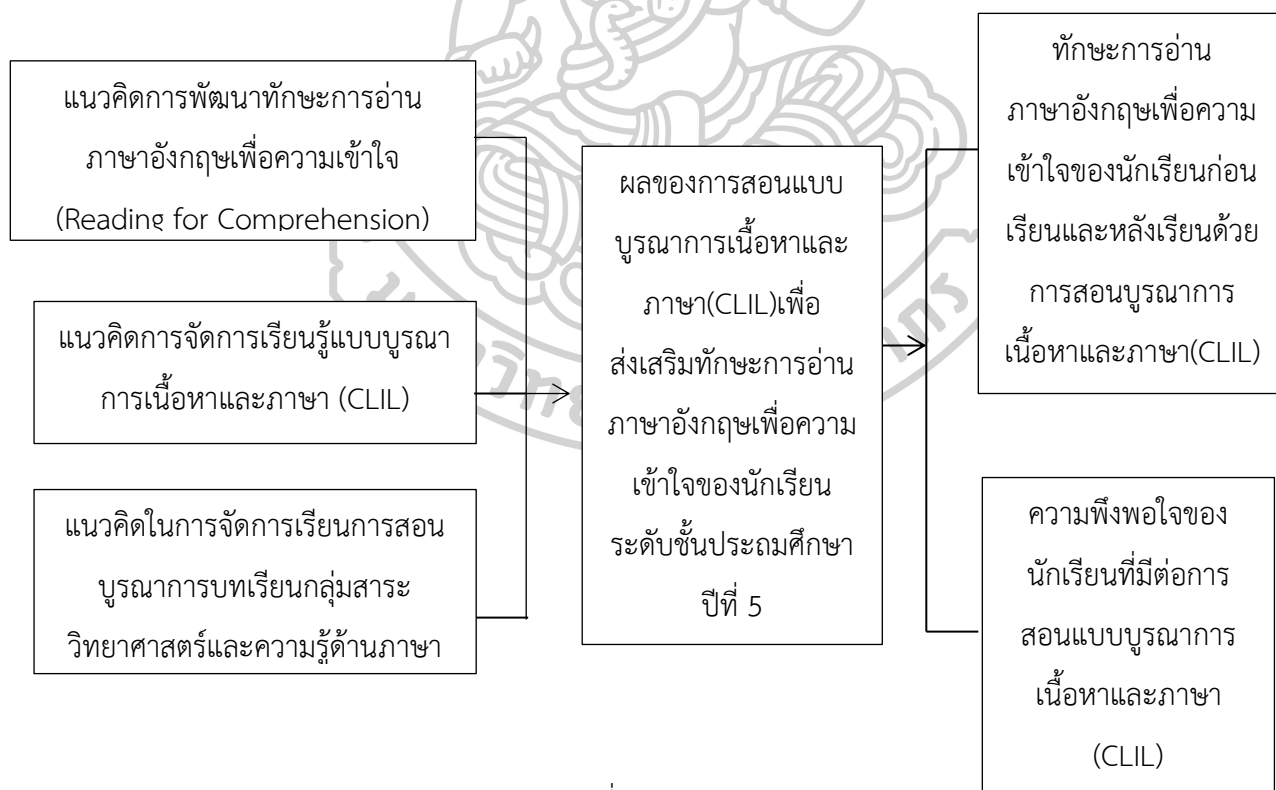 แนวคิดการพัฒนาทักษะการอ่าน
ภาษาอังกฤษเพื่อความเข้าใจ
(Reading for Comprehension)
แนวคิดการจัดการเรียนรู้แบบบูรณา
การเนื้อหาและภาษา (CLIL)
แนวคิดในการจัดการเรียนการสอน
บูรณาการบทเรียนกลุ่มสาระ
วิทยาศาสตร์และความรู้ด้านภาษา
ผลของการสอนแบบ
บูรณาการเนื้อหาและ
ภาษา(CLIL)เพื่อ
ส่งเสริมทักษะการอ่าน
ภาษาอังกฤษเพื่อความ
เข้าใจของนักเรียน
ระดับชั้นประถมศึกษา
ปีที่ 5
ทักษะการอ่าน
ภาษาอังกฤษเพื่อความ
เข้าใจของนักเรียนก่อน
เรียนและหลังเรียนด้วย
การสอนบูรณาการ
เนื้อหาและภาษา(CLIL)
ความพึงพอใจของ
นักเรียนที่มีต่อการ
สอนแบบบูรณาการ
เนื้อหาและภาษา
(CLIL)